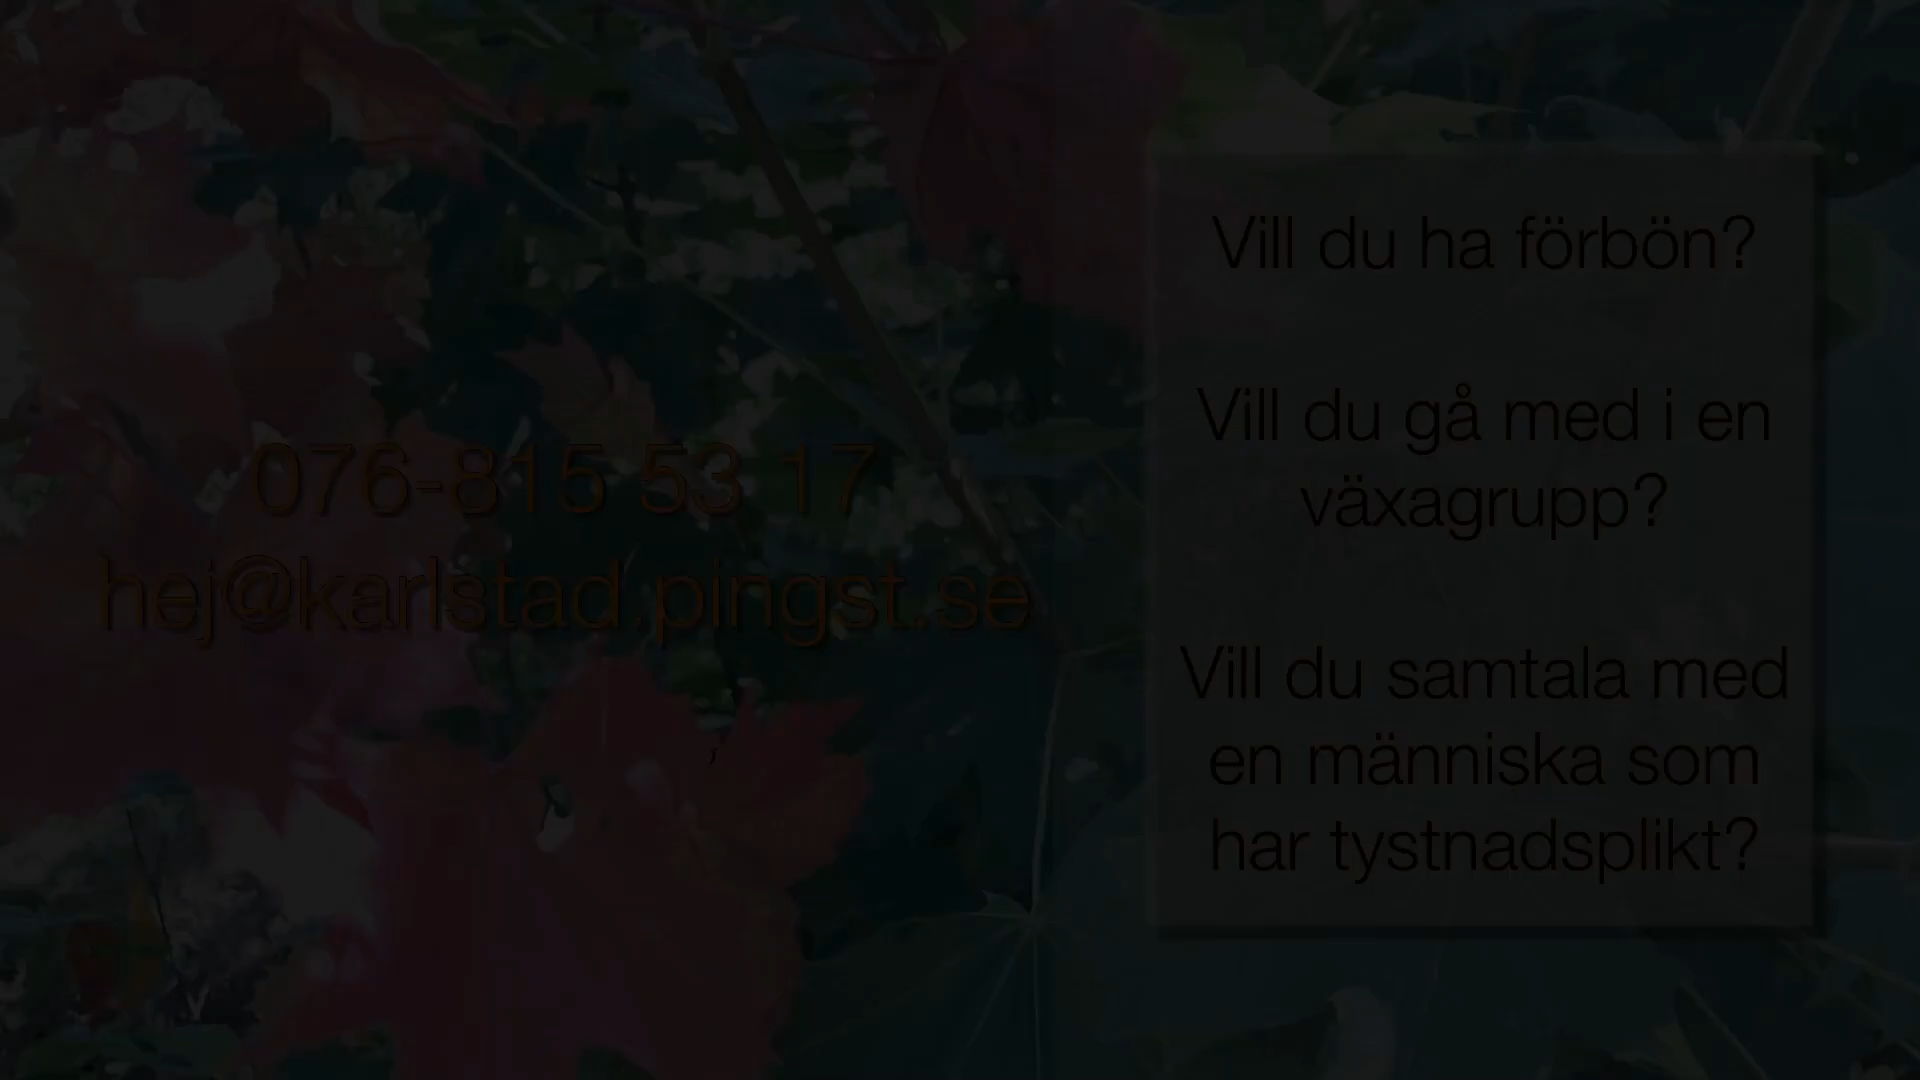 076-815 53 17
hej@karlstad.pingst.se
Vill du ha förbön?
Vill du gå med i en
växagrupp?
Vill du samtala med
en människa som
har tystnadsplikt?